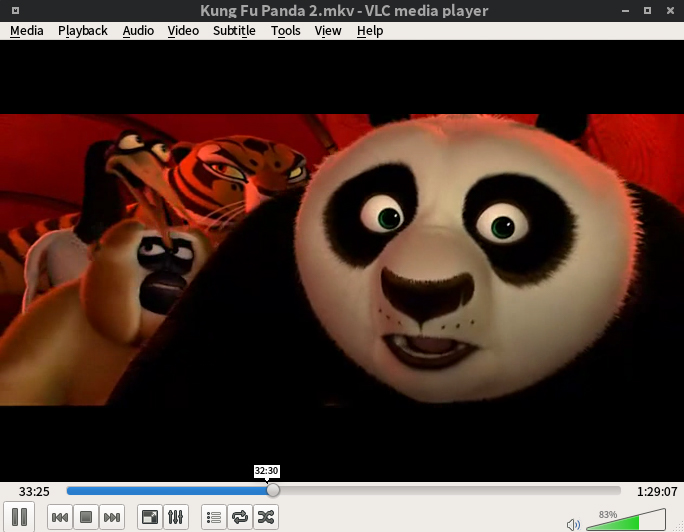 Kung Fu Panda 2.mkv - VLC media player
Media Playback Audio Video Subtitle Tools View Help
32:30
33:25 1:29:07
83%